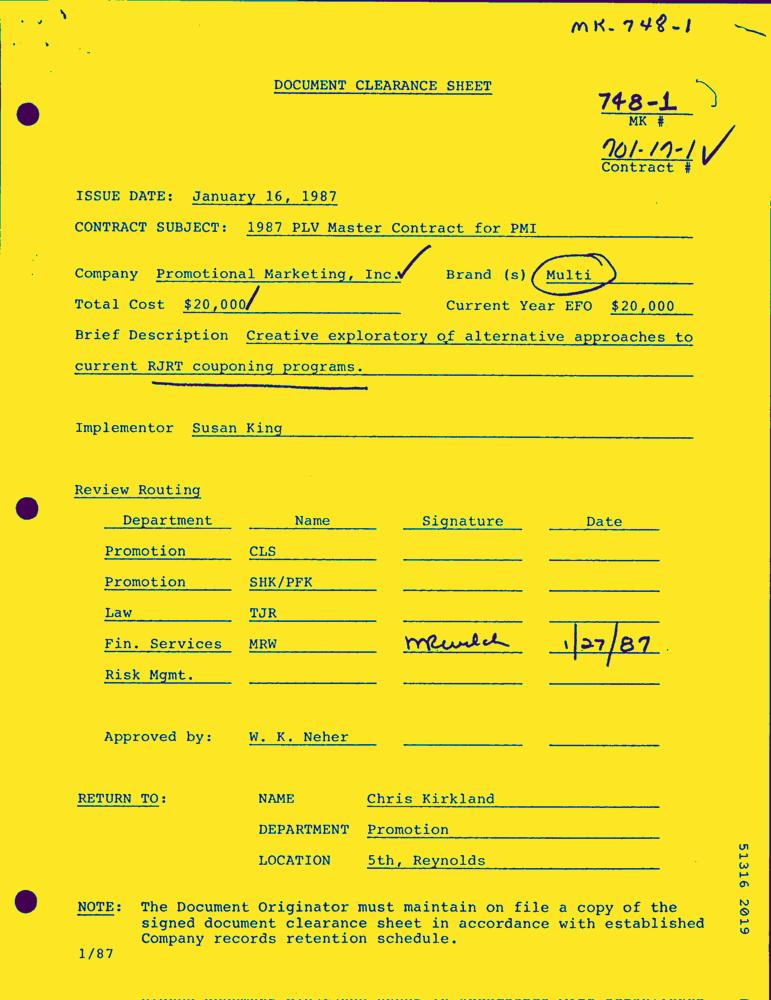 MK-748-1
DOCUMENT CLEARANCE SHEET
748-1
MK #
701-17-1
Contract #
ISSUE DATE: January 16, 1987
CONTRACT SUBJECT: 1987 PLV Master Contract for PMI
Company Promotional Marketing, Inc. Brand (s) Multi
Total Cost $20,000 Current Year EFO $20,000
Brief Description Creative exploratory of alternative approaches to
current RJRT couponing programs.
Implementor Susan King
Review Routing
Department Name Signature Date
Promotion CLS
Promotion SHK/PFK
Law TJR
Fin. Services MRW MRWelch 1/27/87
Risk Mgmt.
Approved by: W. K. Neher
RETURN TO: NAME Chris Kirkland
DEPARTMENT Promotion
LOCATION 5th, Reynolds
NOTE: The Document Originator must maintain on file a copy of the
signed document clearance sheet in accordance with established
Company records retention schedule.
1/87
51316 2019